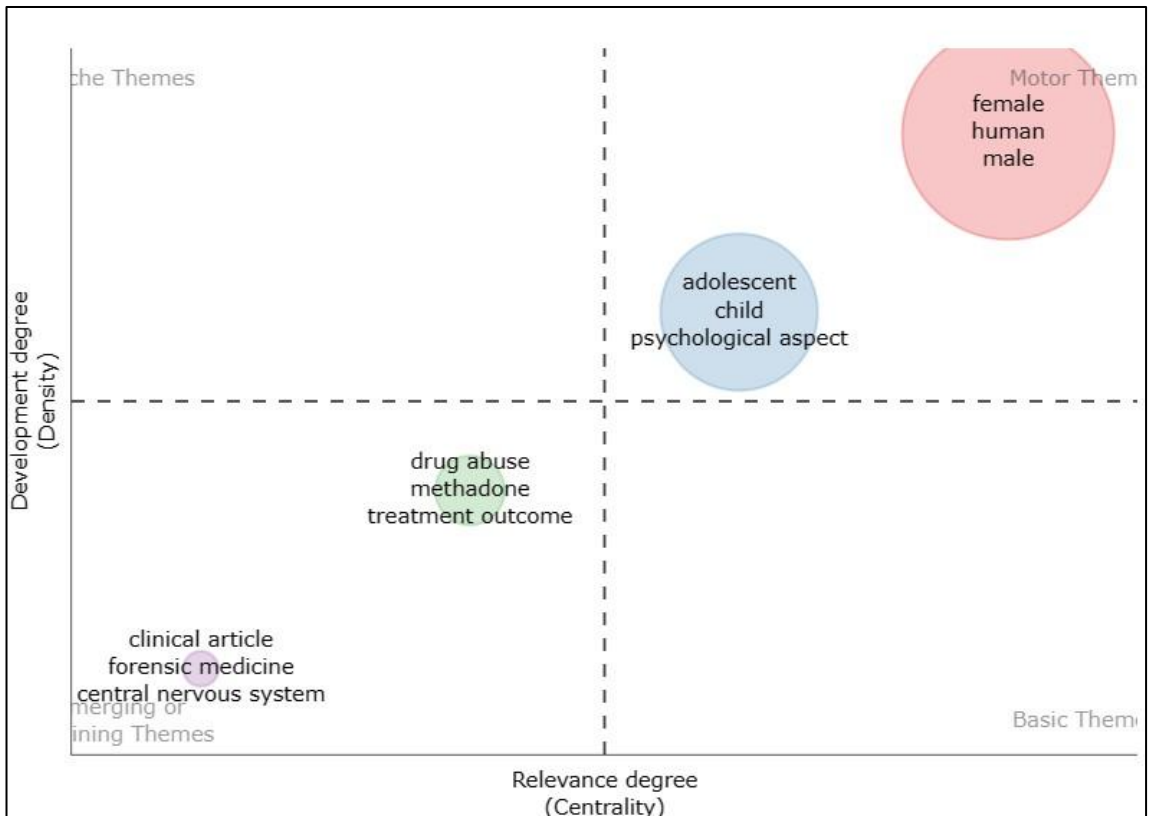 che Themes
Motor Them
female
human
male
adolescent
child
psychological aspect
Development degree
(Density)
drug abuse
methadone
treatment outcome
clinical article
forensic medicine
central nervous system
merging or
ining Themes
Basic Theme
Relevance degree
(Centrality)